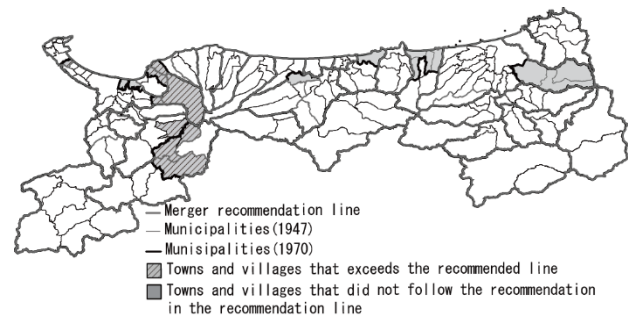 Merger recommendation line
Municipalities(1947)
Munisipalities(1970)
Towns and villages that exceeds the recommended line
Towns and villages that did not follow the recommendation
in the recommendation line